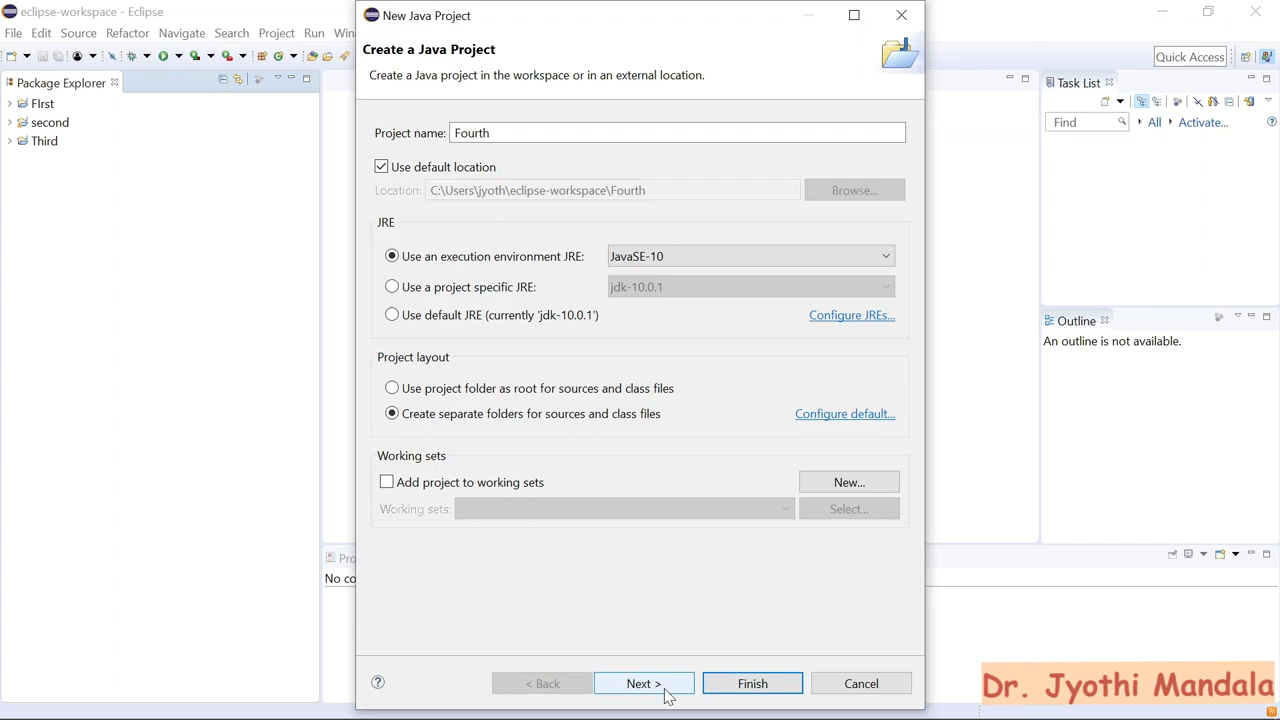 eclipse-workspace - Eclipse
File Edit Source Refactor Navigate Search Project Run
Quick Access
Package Explorer
FIrst
second
Third
New Java Project
Create a Java Project
Create a Java project in the workspace or in an external location.
Project name: Fourth
Use default location
Location: C:\Users\jyoth\eclipse-workspace\Fourth Browse...
JRE
Use an execution environment JRE: JavaSE-10
Use a project specific JRE: jdk-10.0.1
Use default JRE (currently 'jdk-10.0.1') Configure JREs...
Project layout
Use project folder as root for sources and class files
Create separate folders for sources and class files Configure default...
Working sets
Add project to working sets New...
Working sets: Select...
< Back Next > Finish Cancel
Task List
Find All Activate...
Outline
An outline is not available.
No co
Dr. Jyothi Mandala